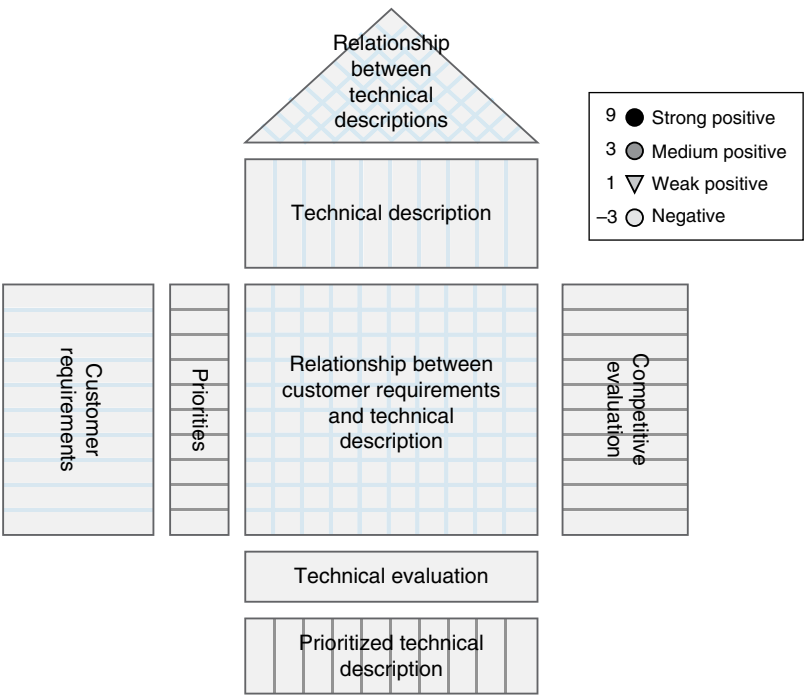 Relationship
between
technical
descriptions
9 Strong positive
3 Medium positive
1 Weak positive
–3 Negative
Technical description
Customer
requirements
Priorities
Relationship between
customer requirements
and technical
description
Competitive
evaluation
Technical evaluation
Prioritized technical
description